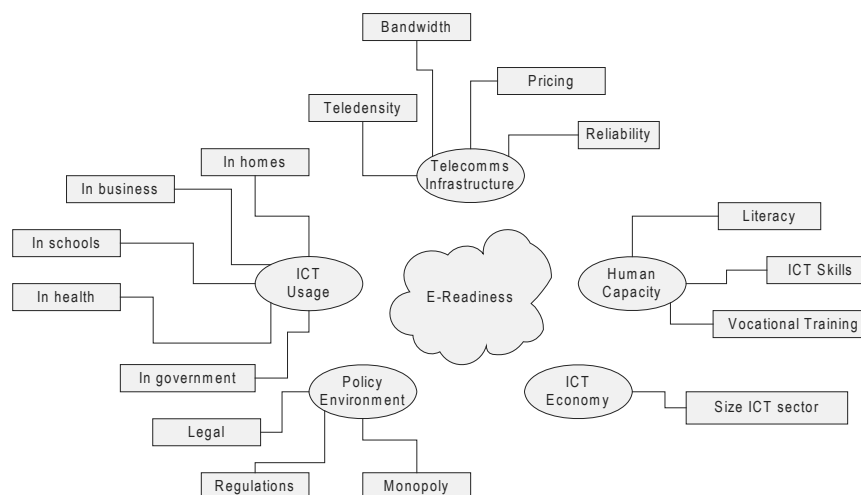 Bandwidth
Pricing
Teledensity
Reliability
In homes
Telecomms
Infrastructure
In business
Literacy
In schools
ICT
Usage
E-Readiness
Human
Capacity
ICT Skills
In health
Vocational Training
In government
Policy
Environment
ICT
Economy
Size ICT sector
Legal
Regulations
Monopoly